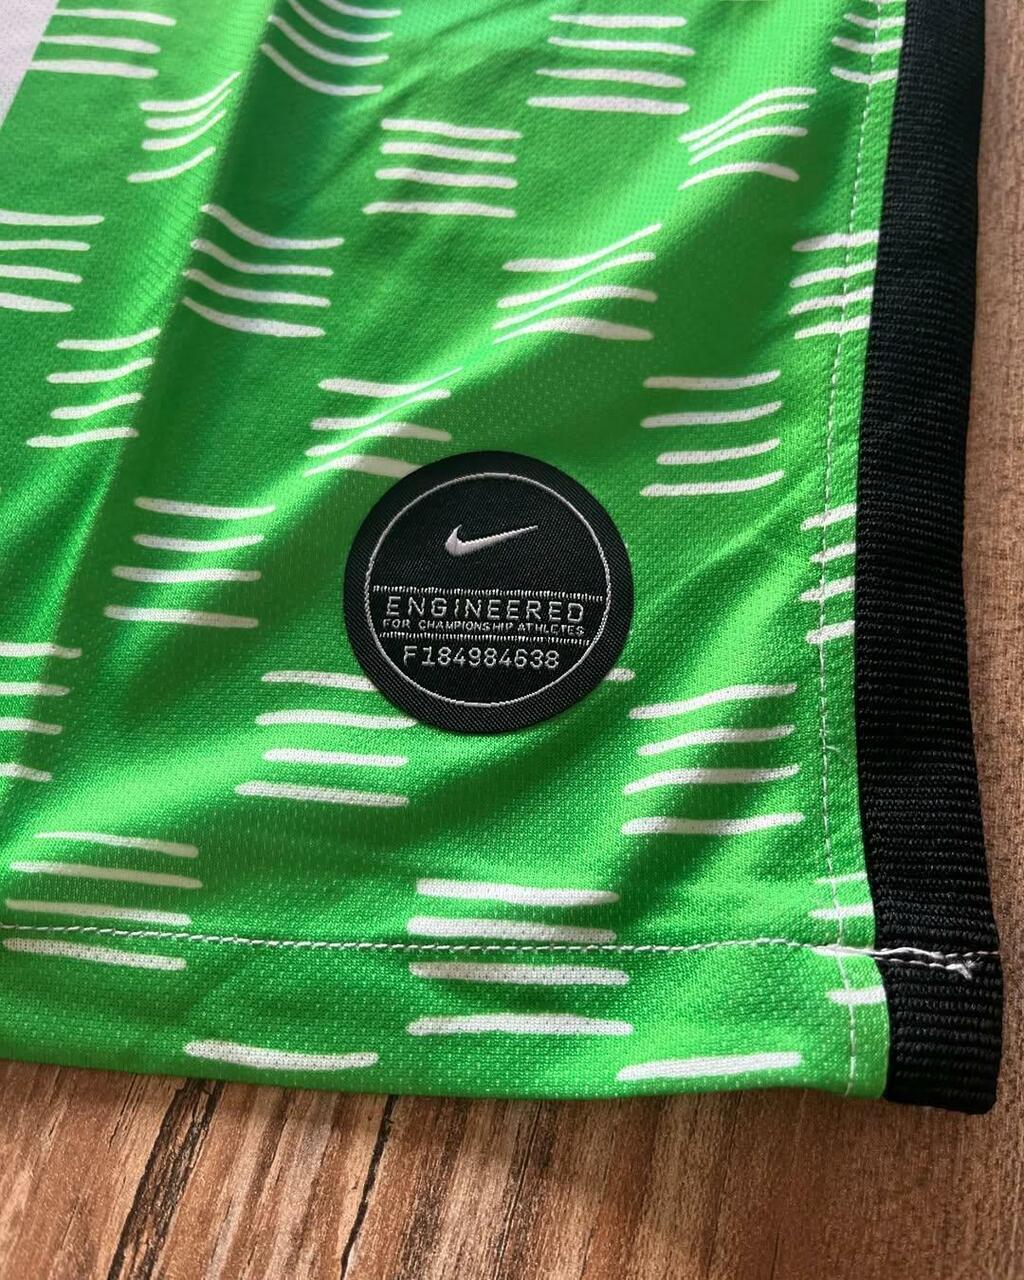 ENGINEERED
FOR CHAMPIONSHIP ATHLETES
F184984638